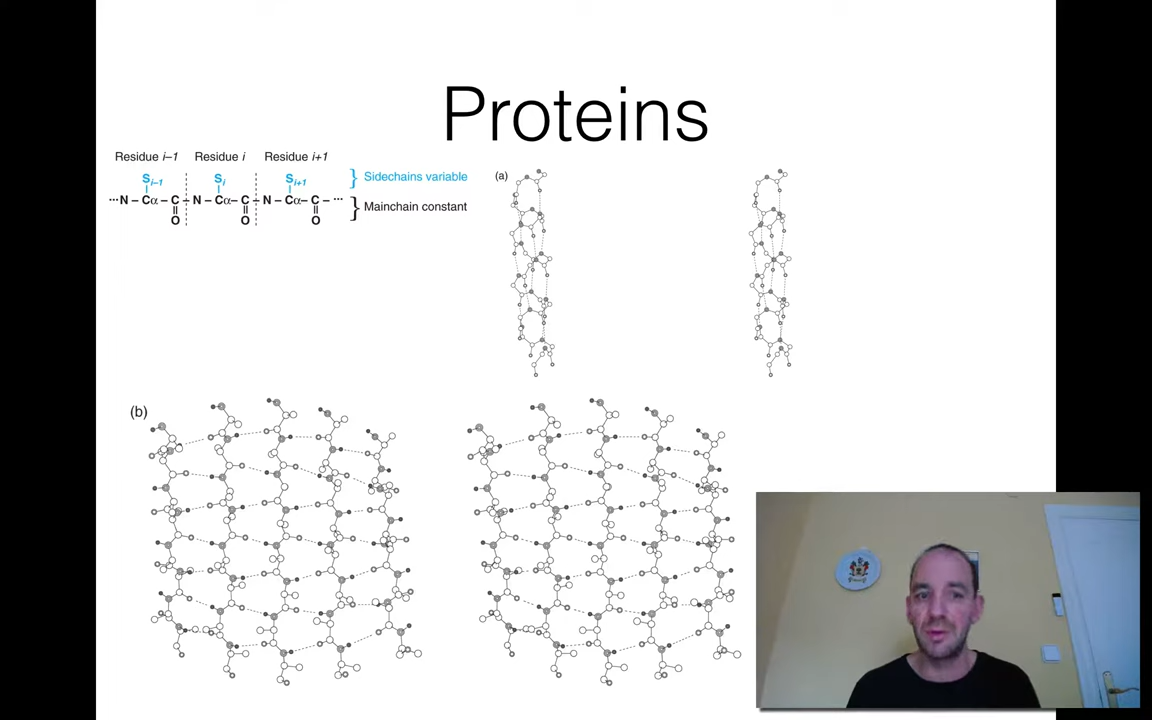 Proteins
Residue i–1 Residue i Residue i+1
Si–1 Si Si+1 } Sidechains variable
···N – Cα – C – N – Cα – C – N – Cα – C – ··· } Mainchain constant
O O O
(a)
(b)